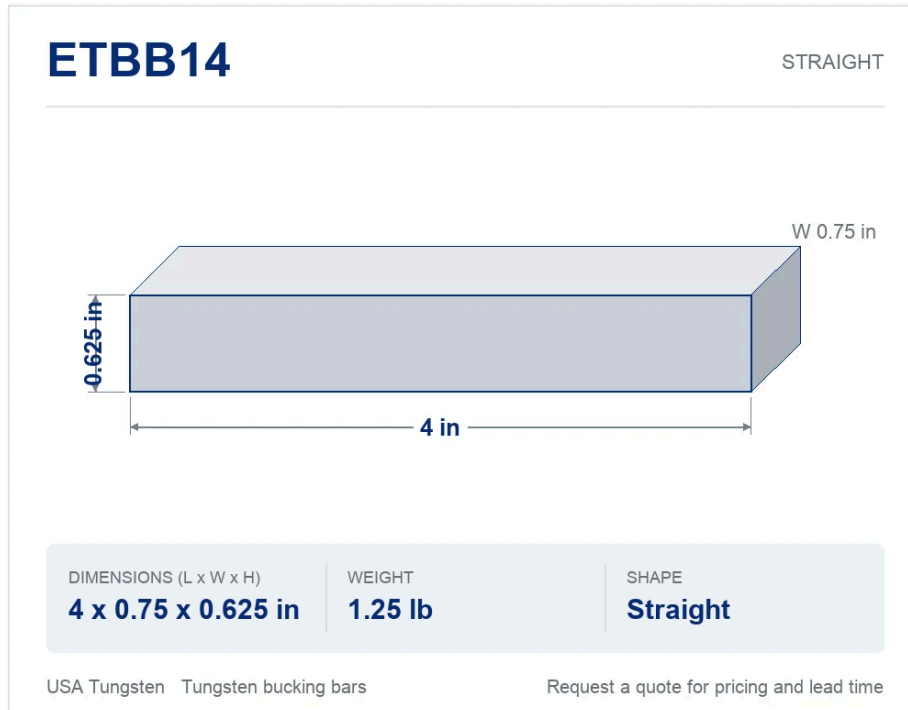 ETBB14
STRAIGHT
W 0.75 in
0.625 in
4 in
DIMENSIONS (L x W x H)
4 x 0.75 x 0.625 in
WEIGHT
1.25 lb
SHAPE
Straight
USA Tungsten Tungsten bucking bars
Request a quote for pricing and lead time